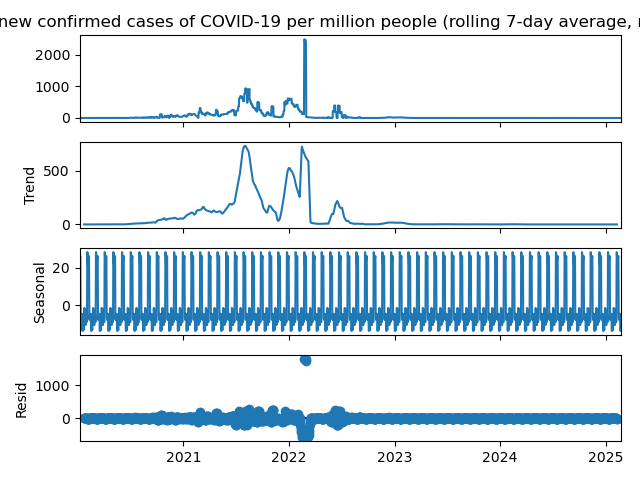 new confirmed cases of COVID-19 per million people (rolling 7-day average,
2000
1000
0
Trend
500
0
Seasonal
20
0
Resid
1000
0
2021 2022 2023 2024 2025